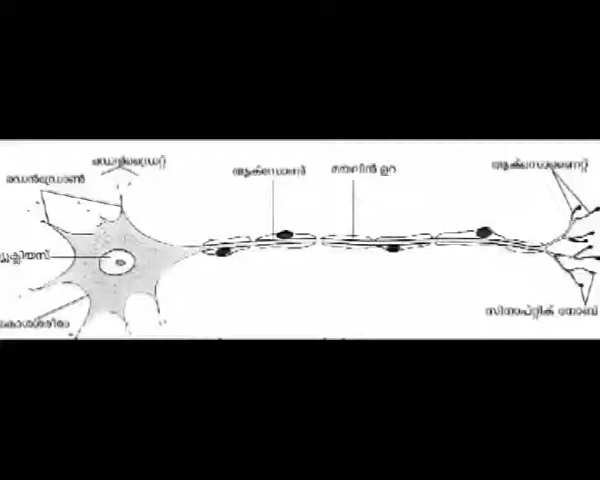 ഡെൻഡ്രൈറ്റ്
ഡെൻഡ്രോൺ
ആക്സോൺ
മയലിൻ ഉറ
ആക്സോണൈറ്റ്
ന്യൂക്ലിയസ്
കോശശരീരം
സിനാപ്റ്റിക് നോബ്